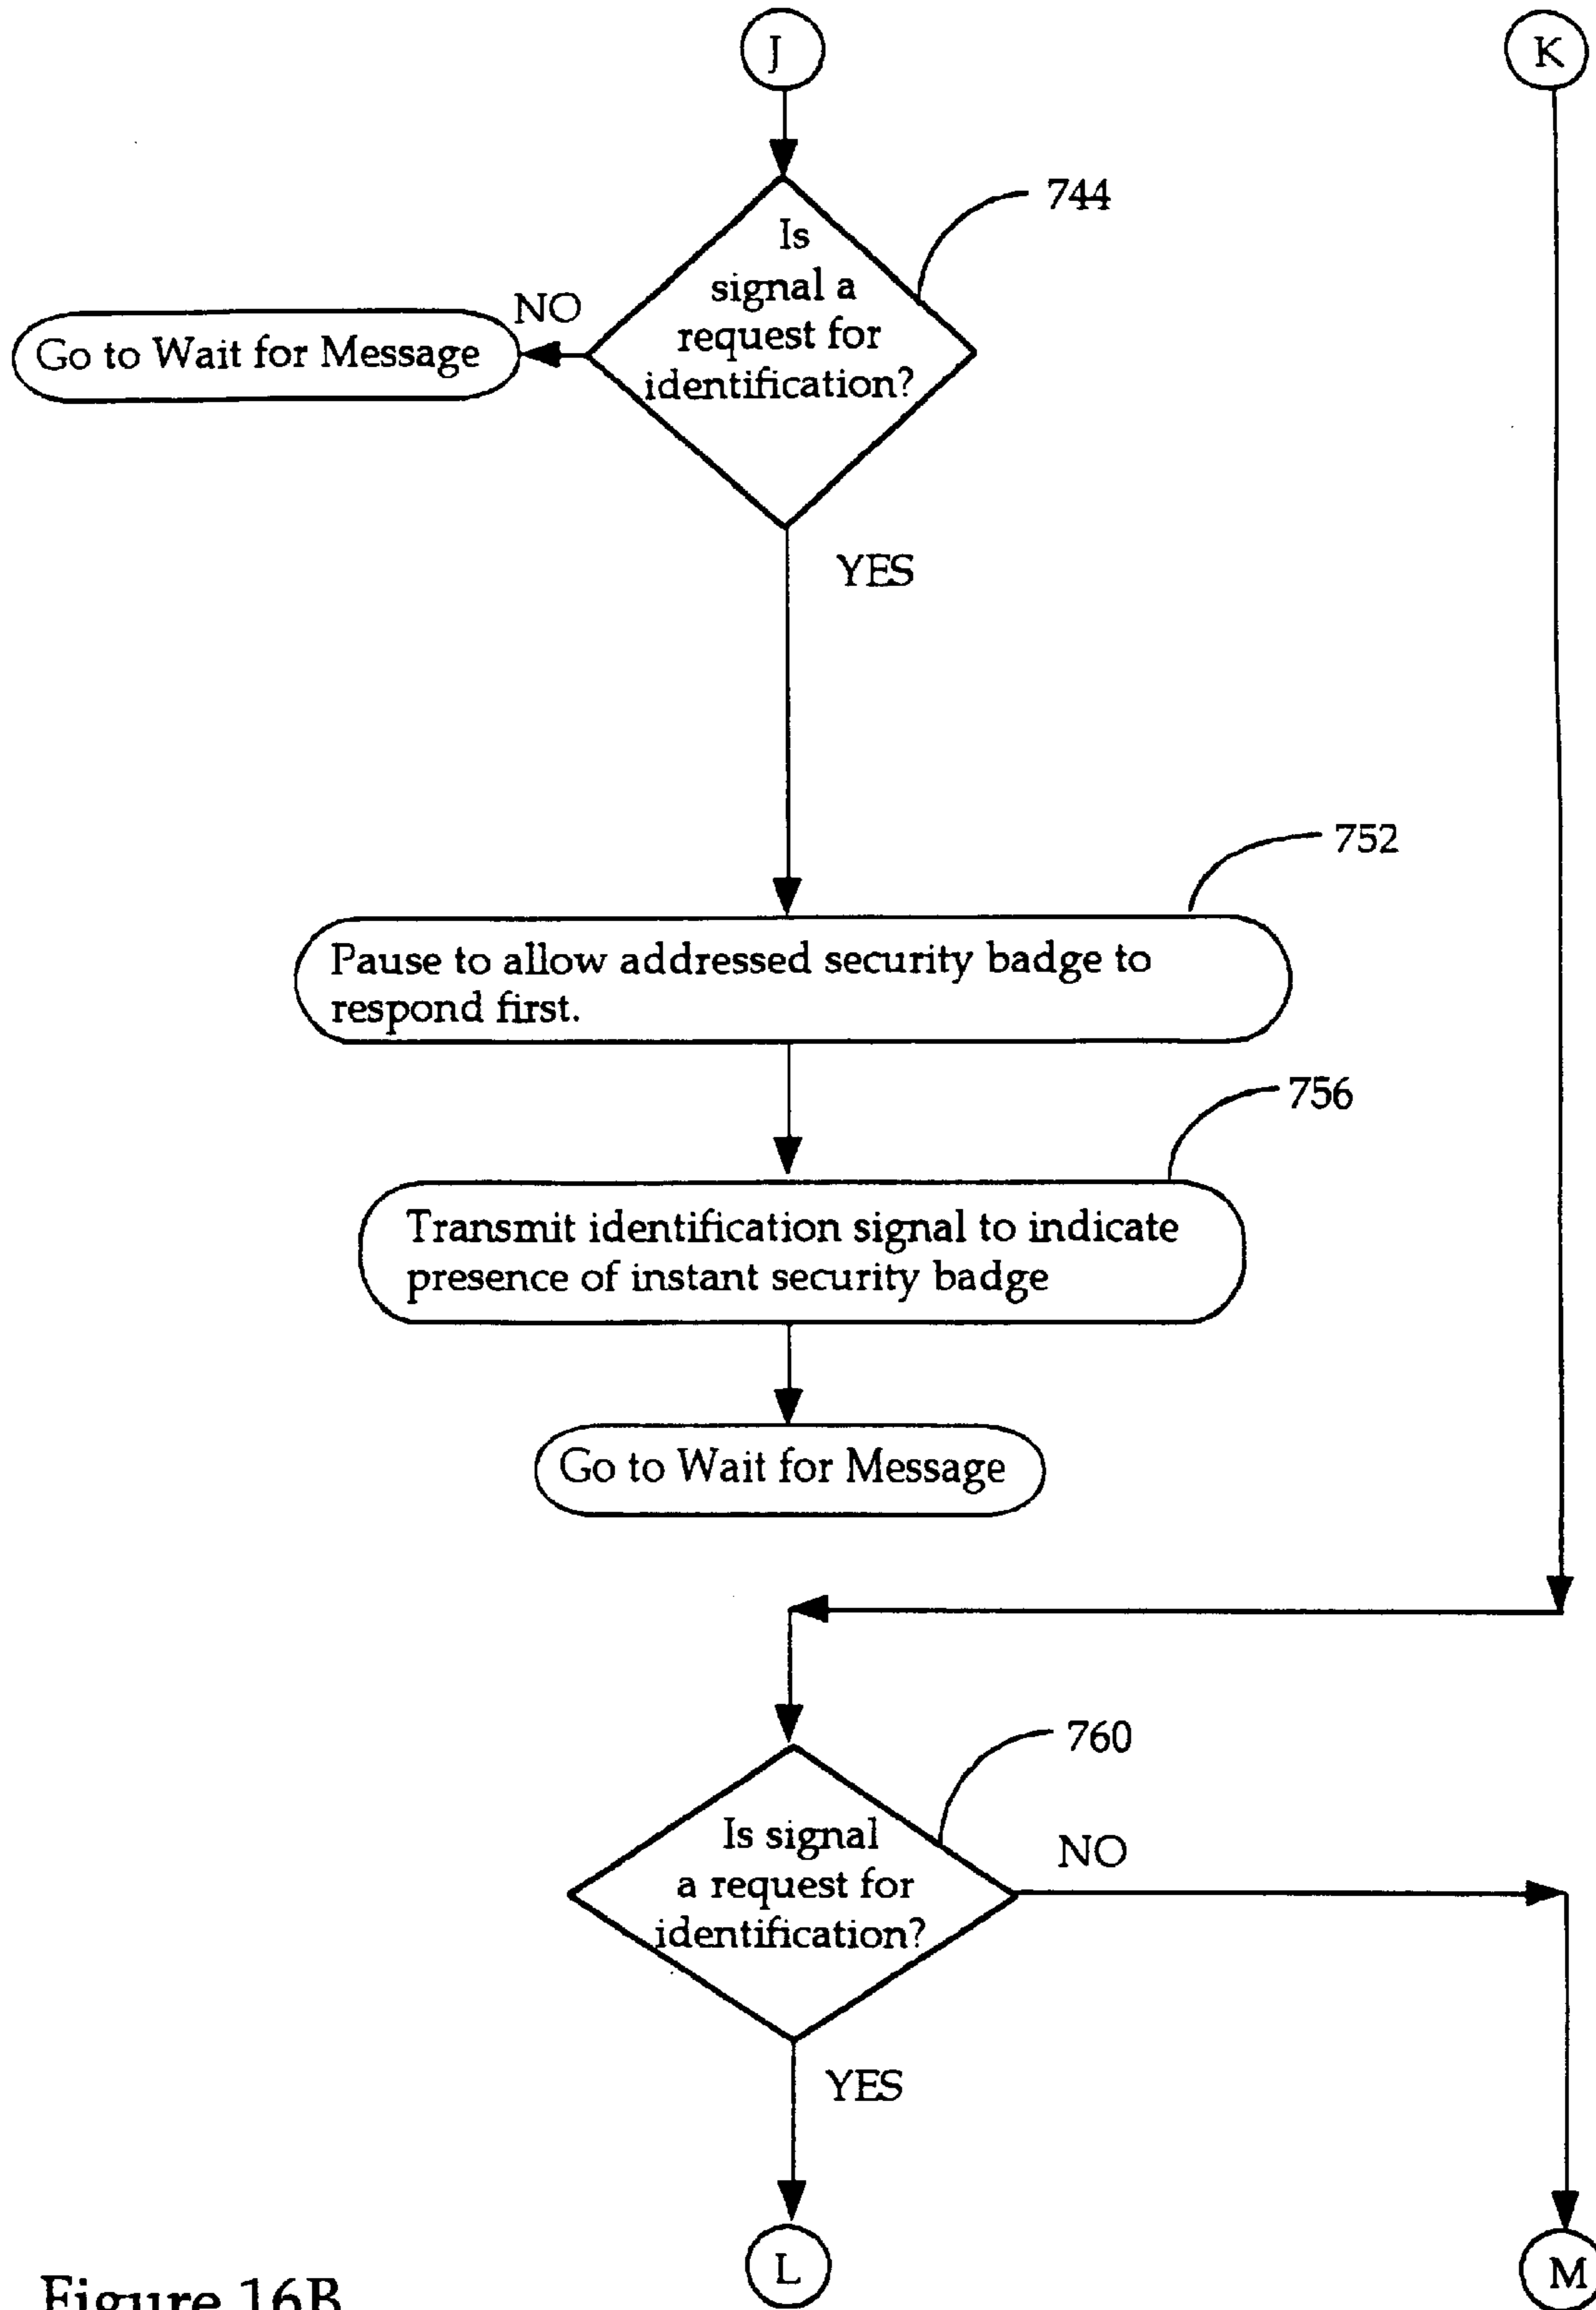 J
K
744
Is
signal a
request for
identification?
NO
Go to Wait for Message
YES
752
Pause to allow addressed security badge to
respond first.
756
Transmit identification signal to indicate
presence of instant security badge
Go to Wait for Message
760
Is signal
a request for
identification?
NO
YES
L
M
Figure 16B